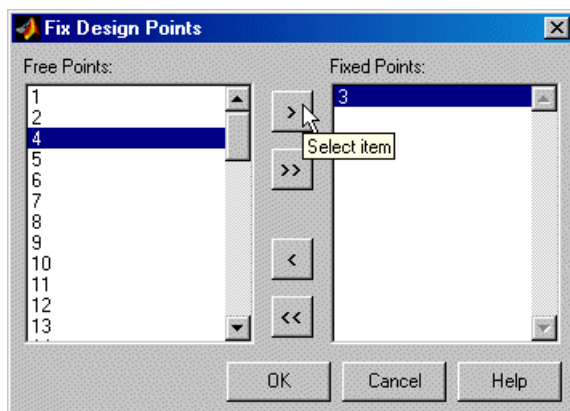 Fix Design Points
Free Points:
Fixed Points:
1
2
4
5
6
7
8
9
10
11
12
13
3
>
Select item
>>
<
<<
OK
Cancel
Help